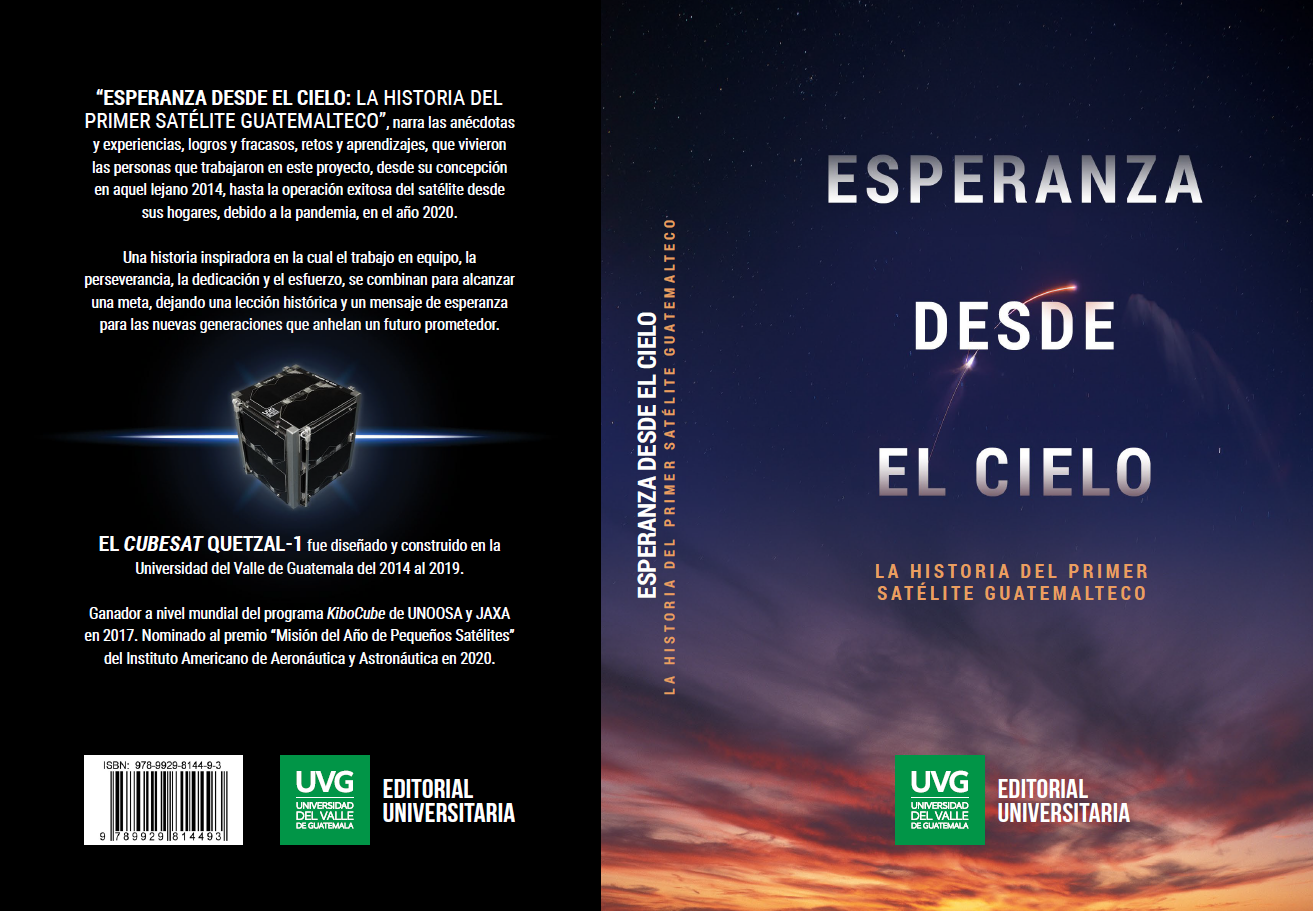 “ESPERANZA DESDE EL CIELO: LA HISTORIA DEL
PRIMER SATÉLITE GUATEMALTECO”, narra las anécdotas
y experiencias, logros y fracasos, retos y aprendizajes, que vivieron
las personas que trabajaron en este proyecto, desde su concepción
en aquel lejano 2014, hasta la operación exitosa del satélite desde
sus hogares, debido a la pandemia, en el año 2020.
Una historia inspiradora en la cual el trabajo en equipo, la
perseverancia, la dedicación y el esfuerzo, se combinan para alcanzar
una meta, dejando una lección histórica y un mensaje de esperanza
para las nuevas generaciones que anhelan un futuro prometedor.
EL CUBESAT QUETZAL-1 fue diseñado y construido en la
Universidad del Valle de Guatemala del 2014 al 2019.
Ganador a nivel mundial del programa KiboCube de UNOOSA y JAXA
en 2017. Nominado al premio “Misión del Año de Pequeños Satélites”
del Instituto Americano de Aeronáutica y Astronáutica en 2020.
ISBN: 978-9929-8144-9-3
9 789929 814493
UVG
UNIVERSIDAD
DEL VALLE
DE GUATEMALA
EDITORIAL
UNIVERSITARIA
ESPERANZA DESDE EL CIELO
LA HISTORIA DEL PRIMER SATÉLITE GUATEMALTECO
ESPERANZA
DESDE
EL CIELO
LA HISTORIA DEL PRIMER
SATÉLITE GUATEMALTECO
UVG
UNIVERSIDAD
DEL VALLE
DE GUATEMALA
EDITORIAL
UNIVERSITARIA